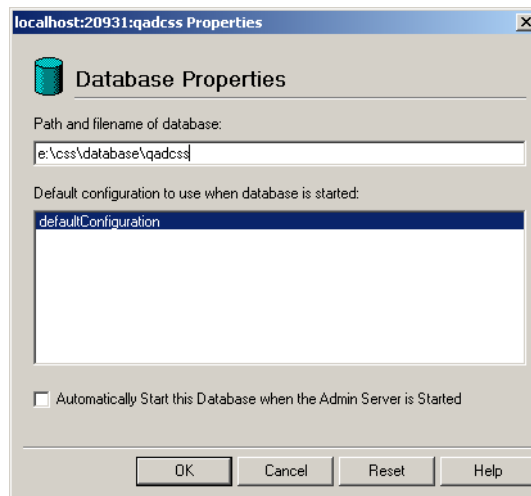 localhost:20931:qadcss Properties
Database Properties
Path and filename of database:
e:\css\database\qadcss
Default configuration to use when database is started:
defaultConfiguration
Automatically Start this Database when the Admin Server is Started
OK Cancel Reset Help